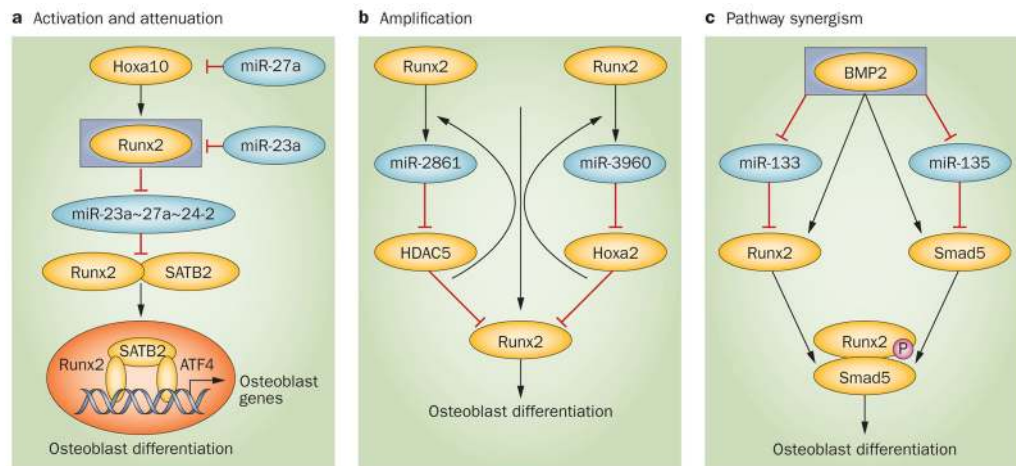 a Activation and attenuation
Hoxa10
miR-27a
Runx2
miR-23a
miR-23a~27a~24-2
Runx2
SATB2
Runx2
SATB2
ATF4
Osteoblast
genes
Osteoblast differentiation
b Amplification
Runx2
Runx2
miR-2861
miR-3960
HDAC5
Hoxa2
Runx2
Osteoblast differentiation
c Pathway synergism
BMP2
miR-133
miR-135
Runx2
Smad5
Runx2
P
Smad5
Osteoblast differentiation